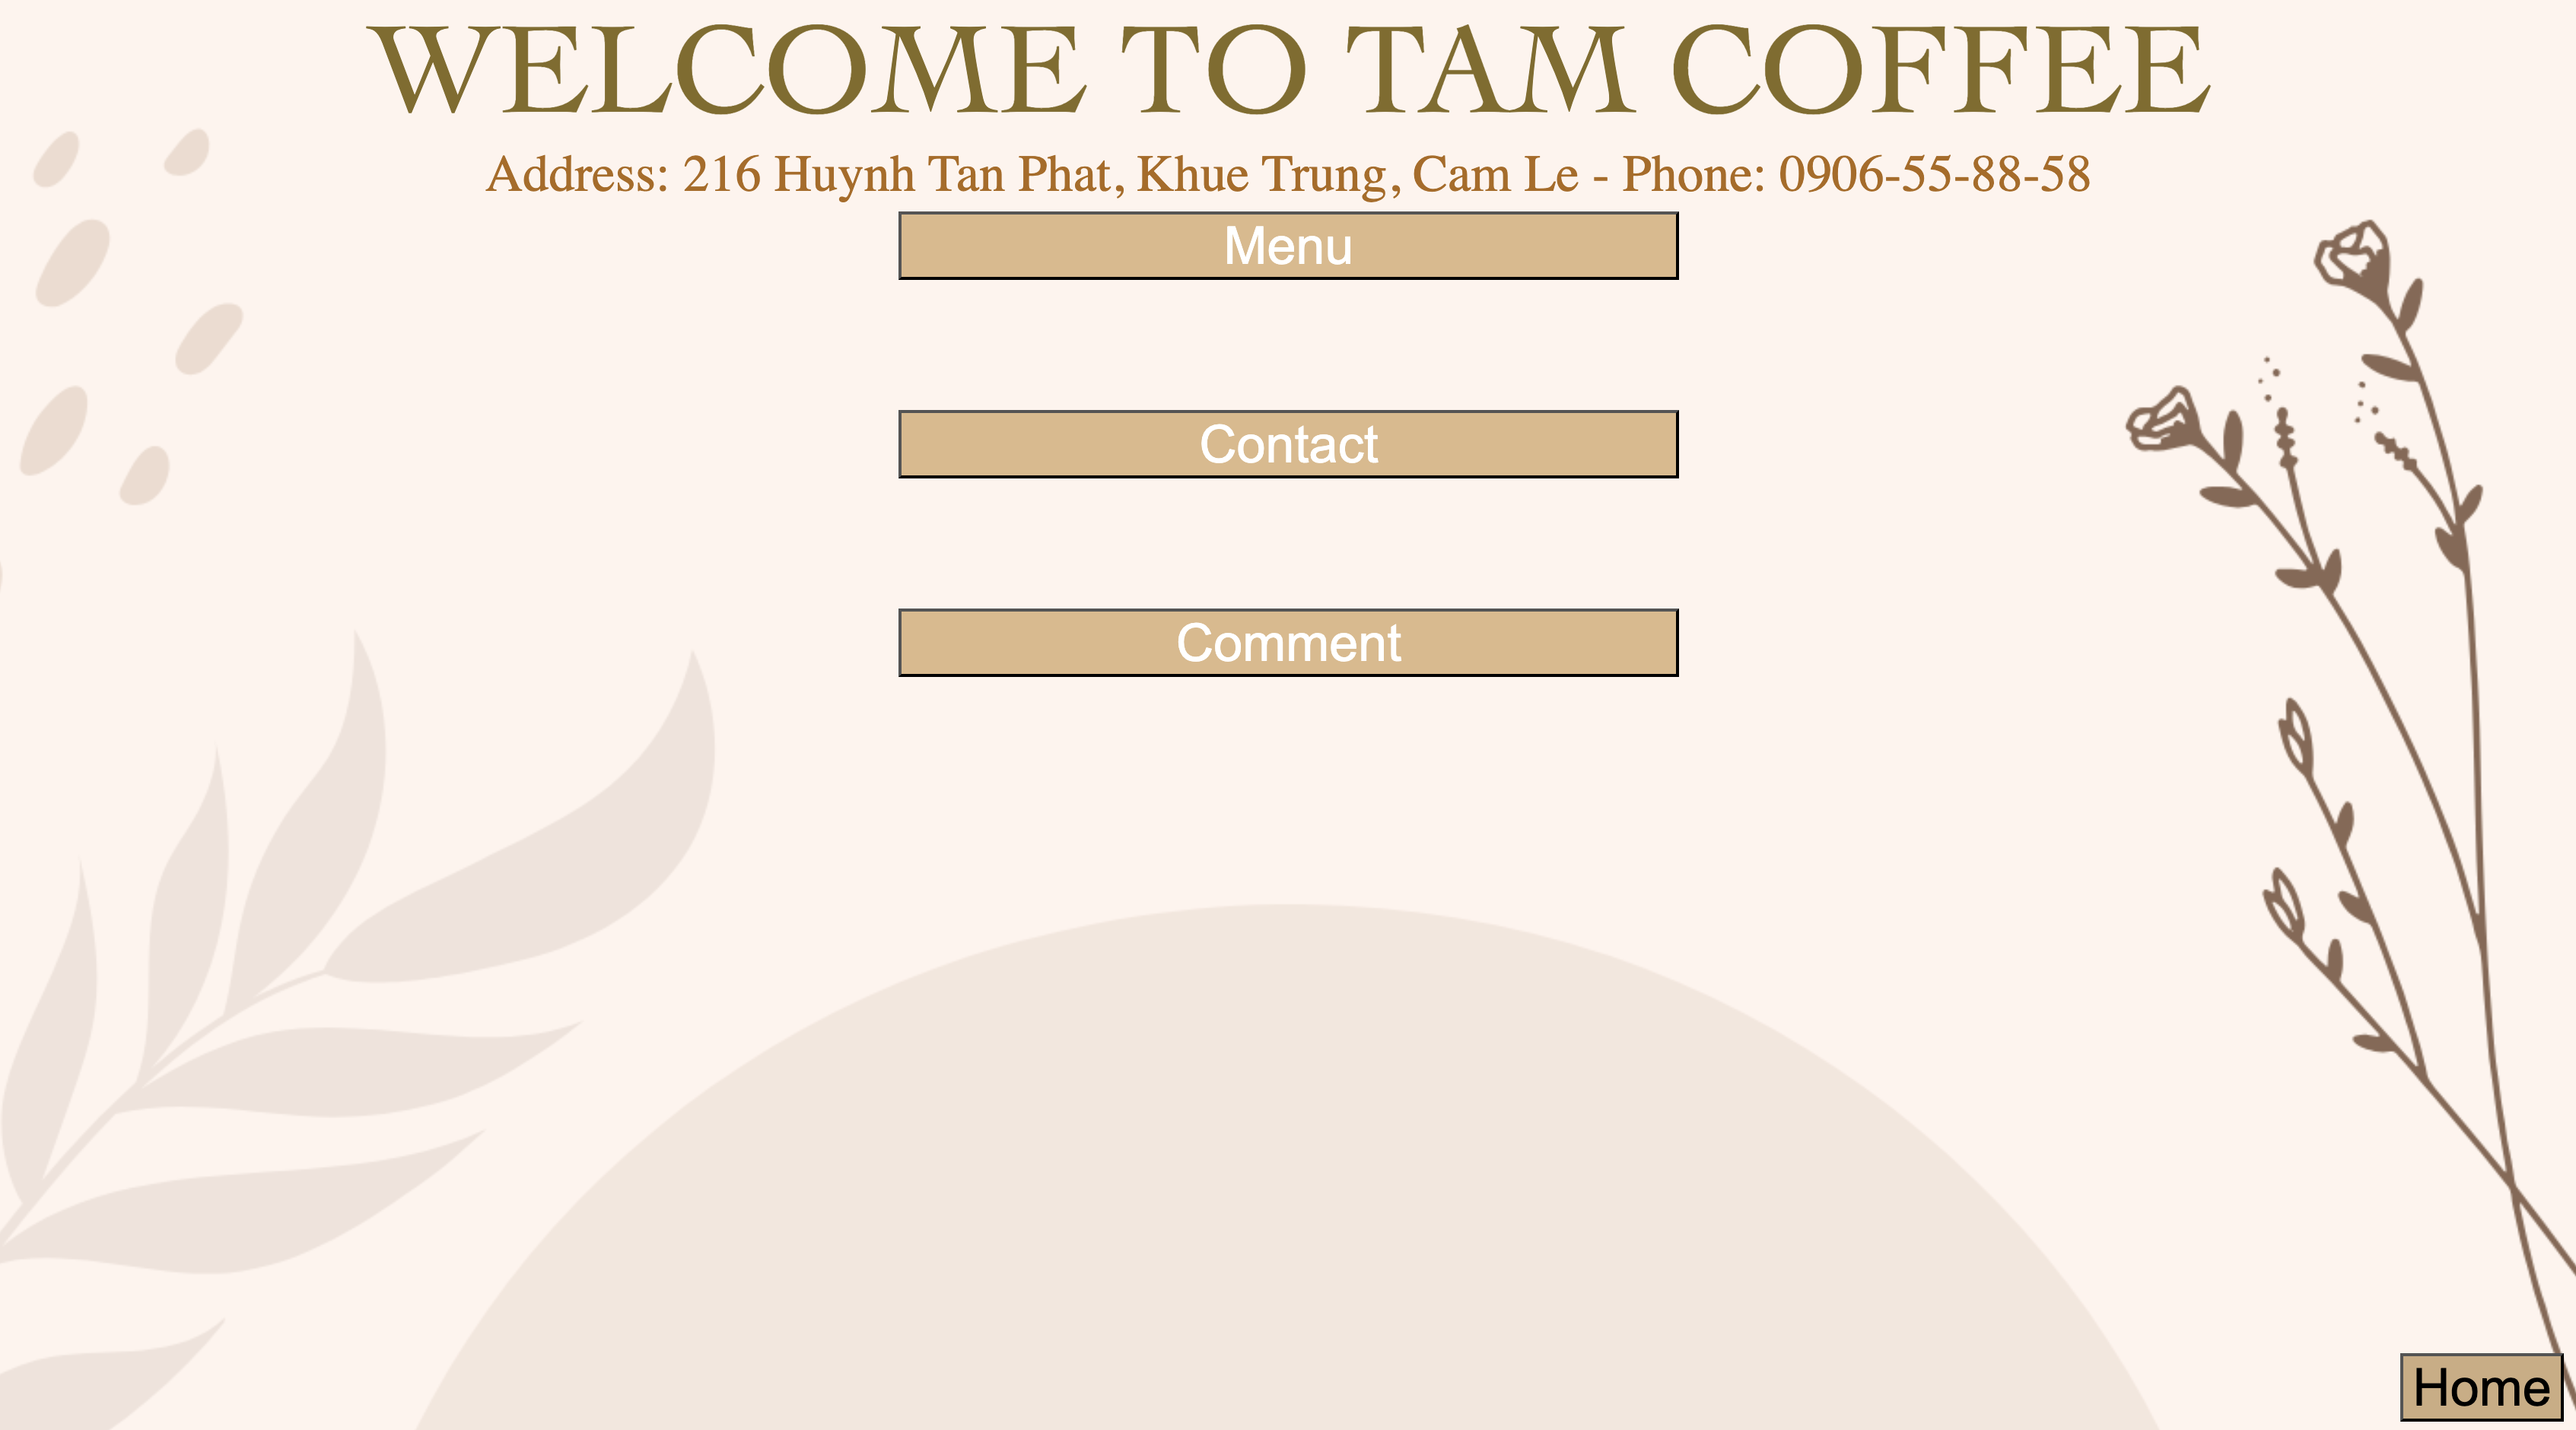 WELCOME TO TAM COFFEE
Address: 216 Huynh Tan Phat, Khue Trung, Cam Le - Phone: 0906-55-88-58
Menu
Contact
Comment
Home